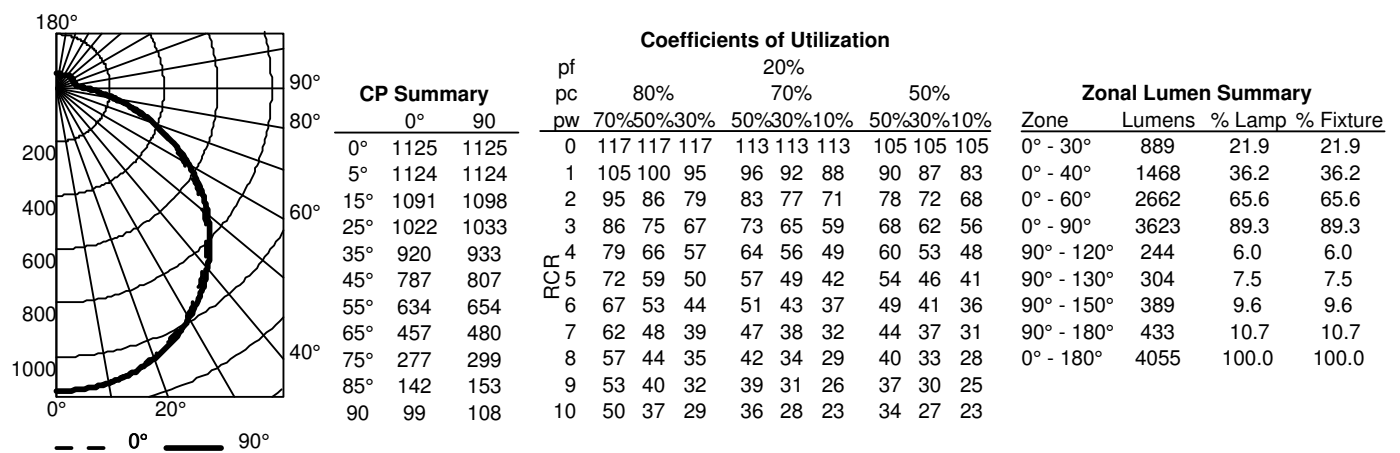 180°
90°
80°
60°
40°
200
400
600
800
1000
0° 20°
0° 90°
CP Summary
0° 90
0° 1125 1125
5° 1124 1124
15° 1091 1098
25° 1022 1033
35° 920 933
45° 787 807
55° 634 654
65° 457 480
75° 277 299
85° 142 153
90 99 108
Coefficients of Utilization
pf 20%
pc 80% 70% 50%
pw 70%50%30% 50%30%10% 50%30%10%
RCR
0 117 117 117 113 113 113 105 105 105
1 105 100 95 96 92 88 90 87 83
2 95 86 79 83 77 71 78 72 68
3 86 75 67 73 65 59 68 62 56
4 79 66 57 64 56 49 60 53 48
5 72 59 50 57 49 42 54 46 41
6 67 53 44 51 43 37 49 41 36
7 62 48 39 47 38 32 44 37 31
8 57 44 35 42 34 29 40 33 28
9 53 40 32 39 31 26 37 30 25
10 50 37 29 36 28 23 34 27 23
Zonal Lumen Summary
Zone Lumens % Lamp % Fixture
0° - 30° 889 21.9 21.9
0° - 40° 1468 36.2 36.2
0° - 60° 2662 65.6 65.6
0° - 90° 3623 89.3 89.3
90° - 120° 244 6.0 6.0
90° - 130° 304 7.5 7.5
90° - 150° 389 9.6 9.6
90° - 180° 433 10.7 10.7
0° - 180° 4055 100.0 100.0